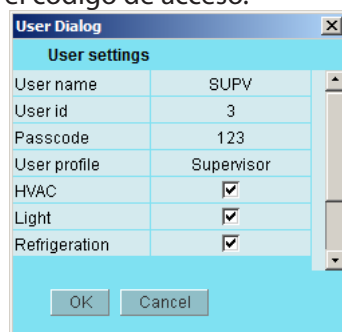 el código de acceso.
User Dialog
User settings
User name SUPV
User id 3
Passcode 123
User profile Supervisor
HVAC
Light
Refrigeration
OK Cancel